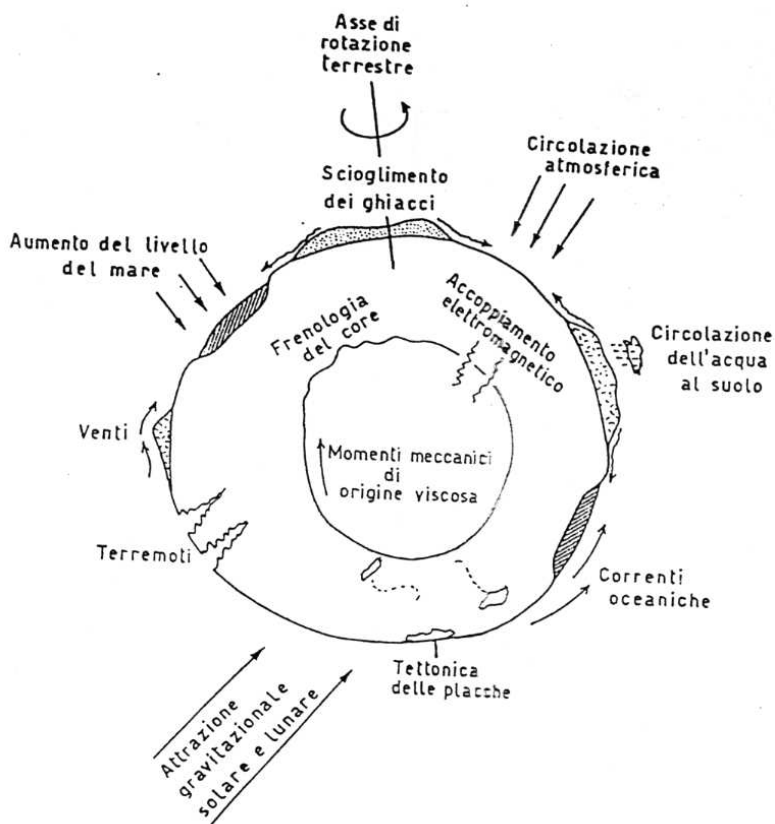 Asse di
rotazione
terrestre
Circolazione
atmosferica
Scioglimento
dei ghiacci
Aumento del livello
del mare
Accoppiamento
elettromagnetico
Frenologia
del core
Circolazione
dell'acqua
al suolo
Venti
Momenti meccanici
di
origine viscosa
Terremoti
Correnti
oceaniche
Tettonica
delle placche
Attrazione
gravitazionale
solare e lunare